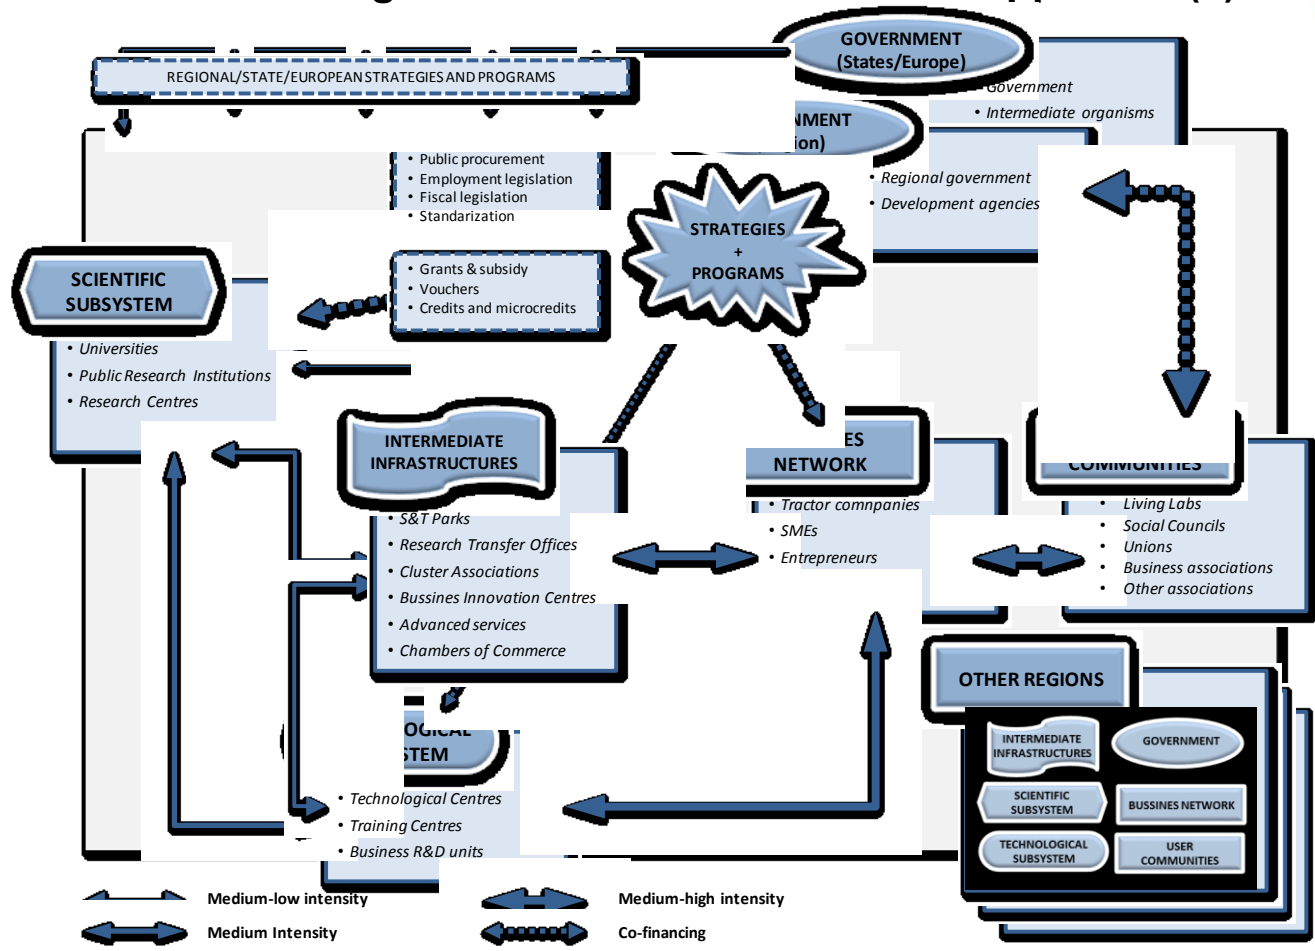 REGIONAL/STATE/EUROPEAN STRATEGIES AND PROGRAMS
GOVERNMENT
(States/Europe)
Government
• Intermediate organisms
• Regional government
• Development agencies
• Public procurement
• Employment legislation
• Fiscal legislation
• Standarization
STRATEGIES
+
PROGRAMS
• Grants & subsidy
• Vouchers
• Credits and microcredits
SCIENTIFIC
SUBSYSTEM
• Universities
• Public Research Institutions
• Research Centres
INTERMEDIATE
INFRASTRUCTURES
• S&T Parks
• Research Transfer Offices
• Cluster Associations
• Bussines Innovation Centres
• Advanced services
• Chambers of Commerce
NETWORK
• Tractor comnpanies
• SMEs
• Entrepreneurs
COMMUNITIES
• Living Labs
• Social Councils
• Unions
• Business associations
• Other associations
• Technological Centres
• Training Centres
• Business R&D units
OTHER REGIONS
INTERMEDIATE
INFRASTRUCTURES
GOVERNMENT
SCIENTIFIC
SUBSYSTEM
BUSSINES NETWORK
TECHNOLOGICAL
SUBSYSTEM
USER
COMMUNITIES
Medium-low intensity
Medium-high intensity
Medium Intensity
Co-financing